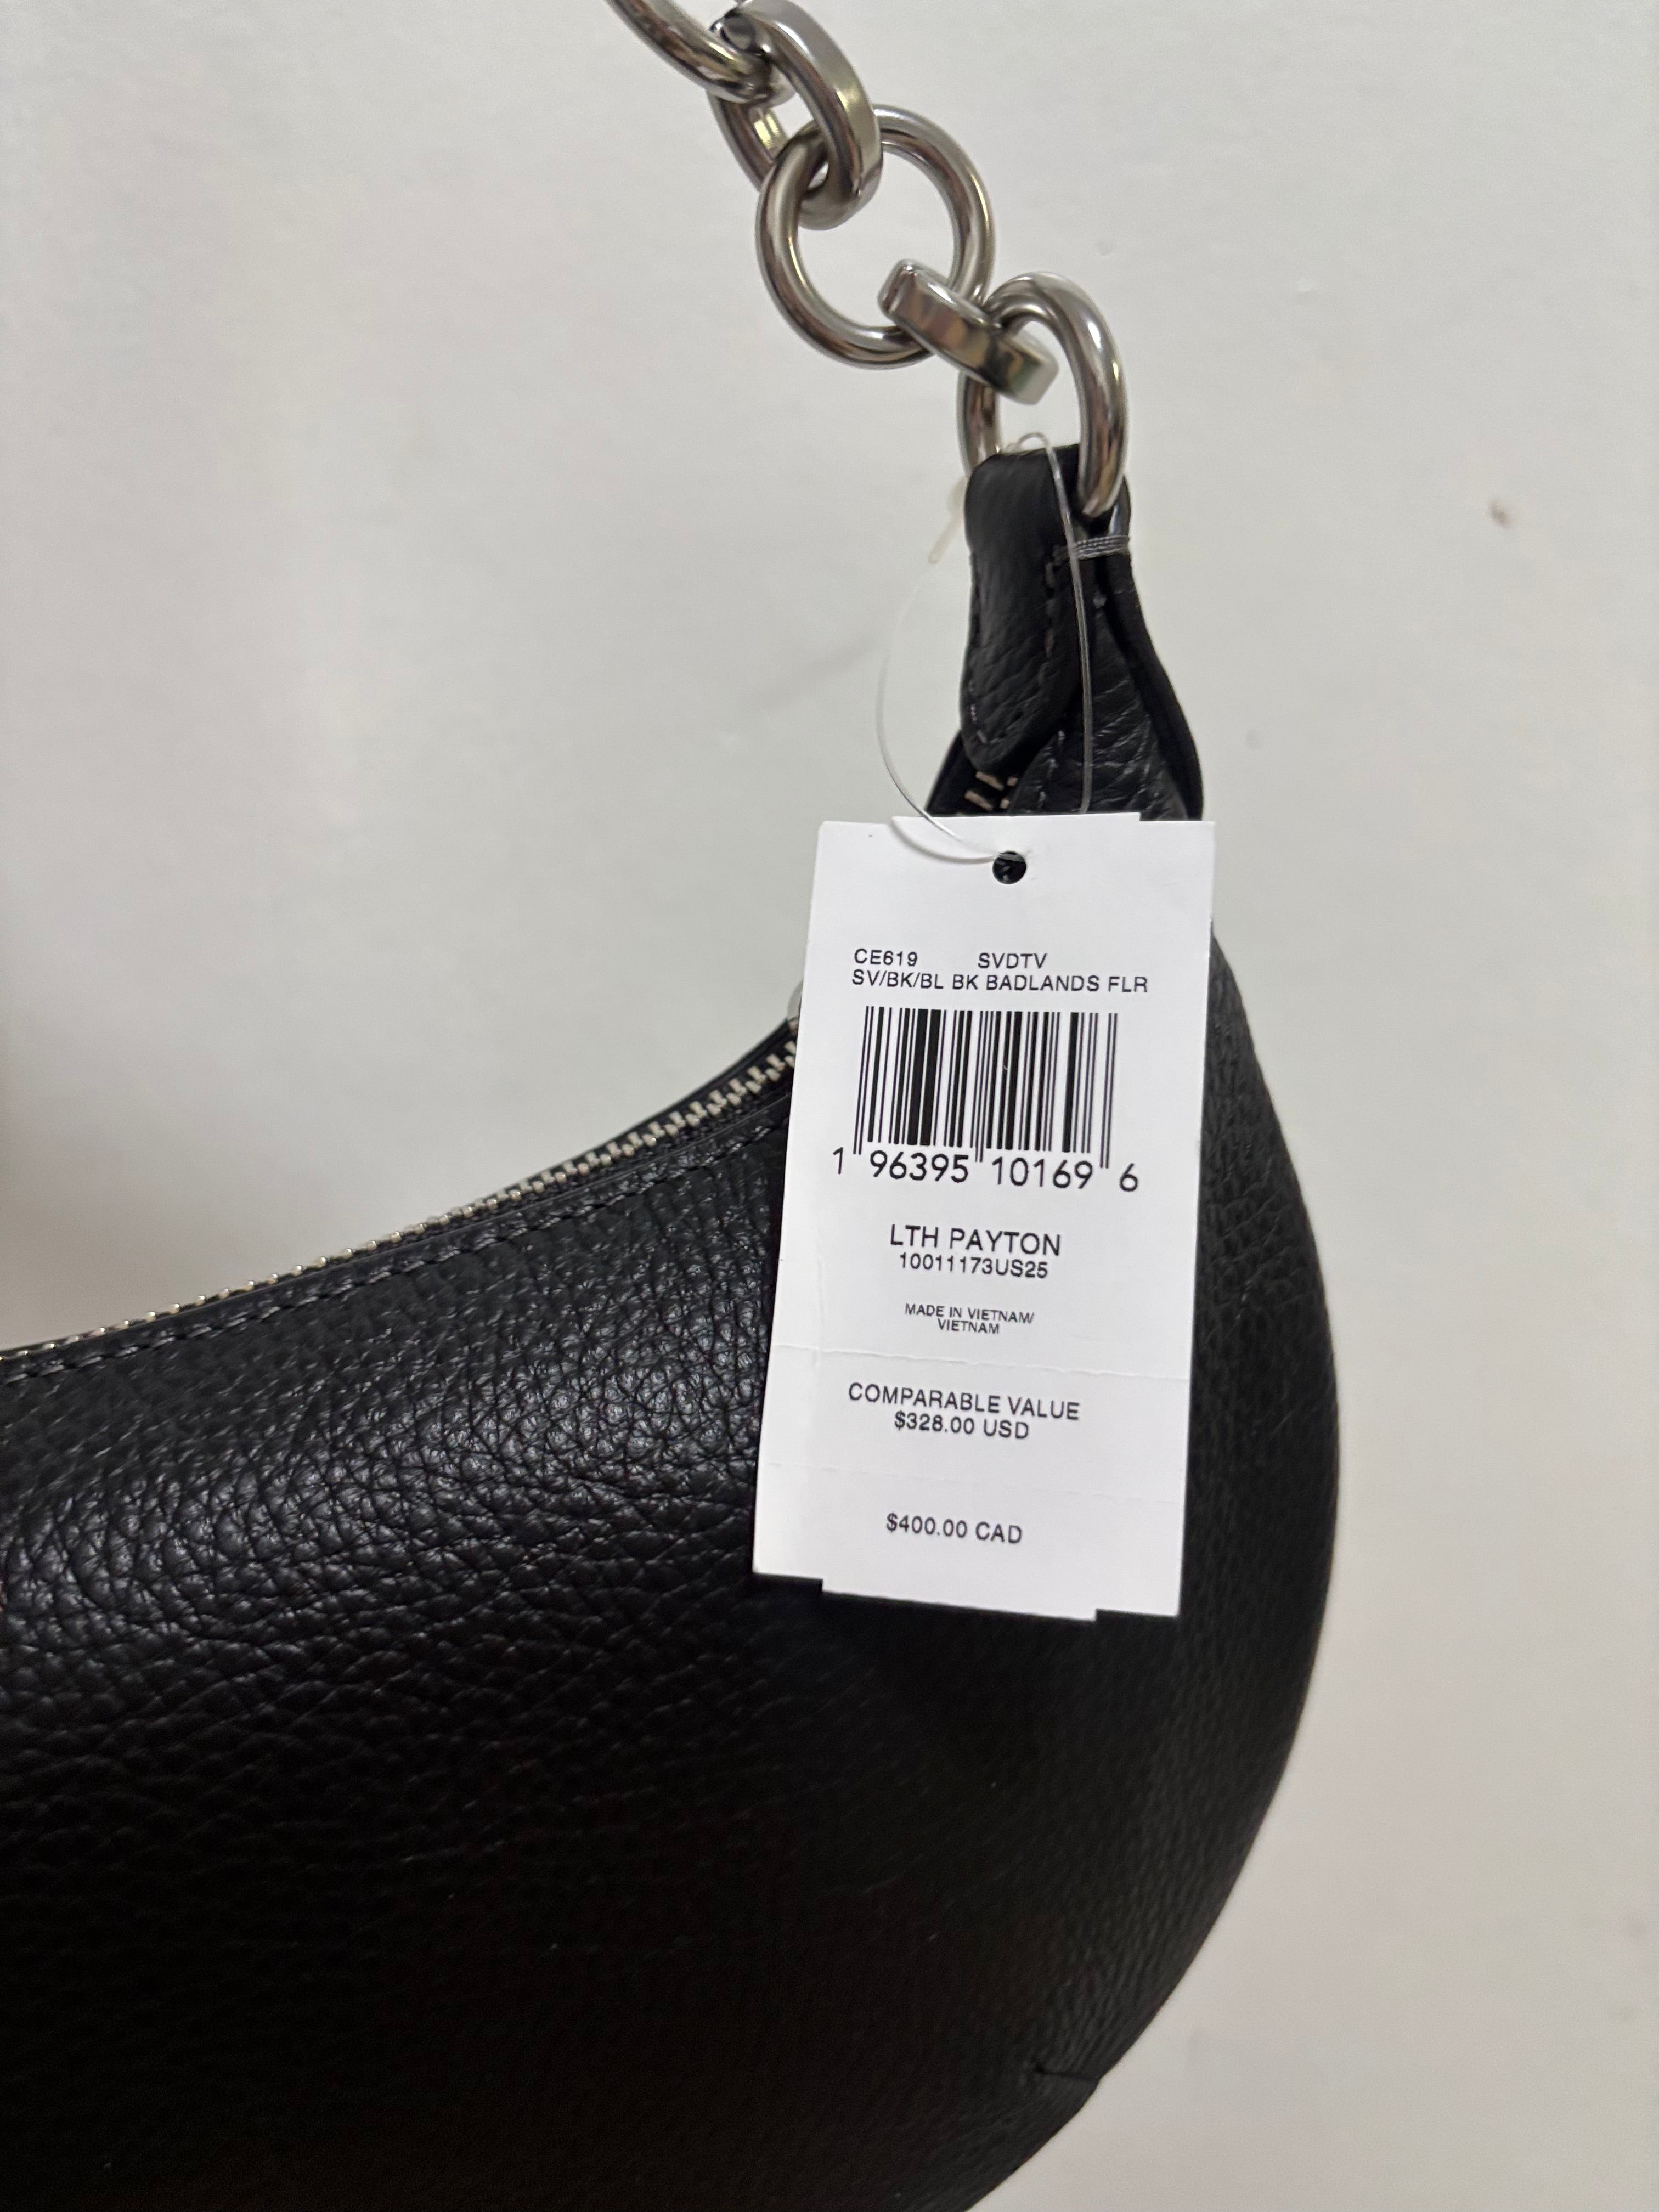 CE619 SVDTV
SV/BK/BL BK BADLANDS FLR
1 96395 10169 6
LTH PAYTON
10011173US25
MADE IN VIETNAM/
VIETNAM
COMPARABLE VALUE
$328.00 USD
$400.00 CAD